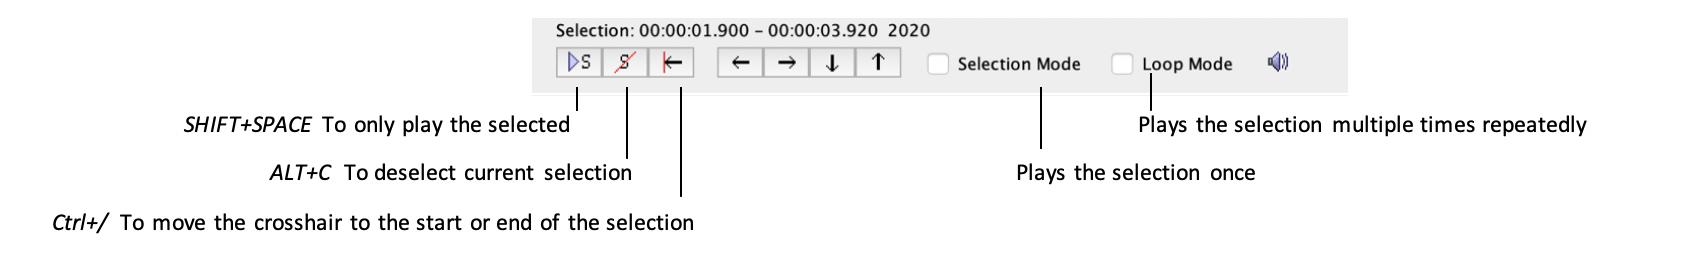 Selection: 00:00:01.900 – 00:00:03.920 2020
S S Selection Mode Loop Mode
SHIFT+SPACE To only play the selected
Plays the selection multiple times repeatedly
ALT+C To deselect current selection
Plays the selection once
Ctrl+/ To move the crosshair to the start or end of the selection